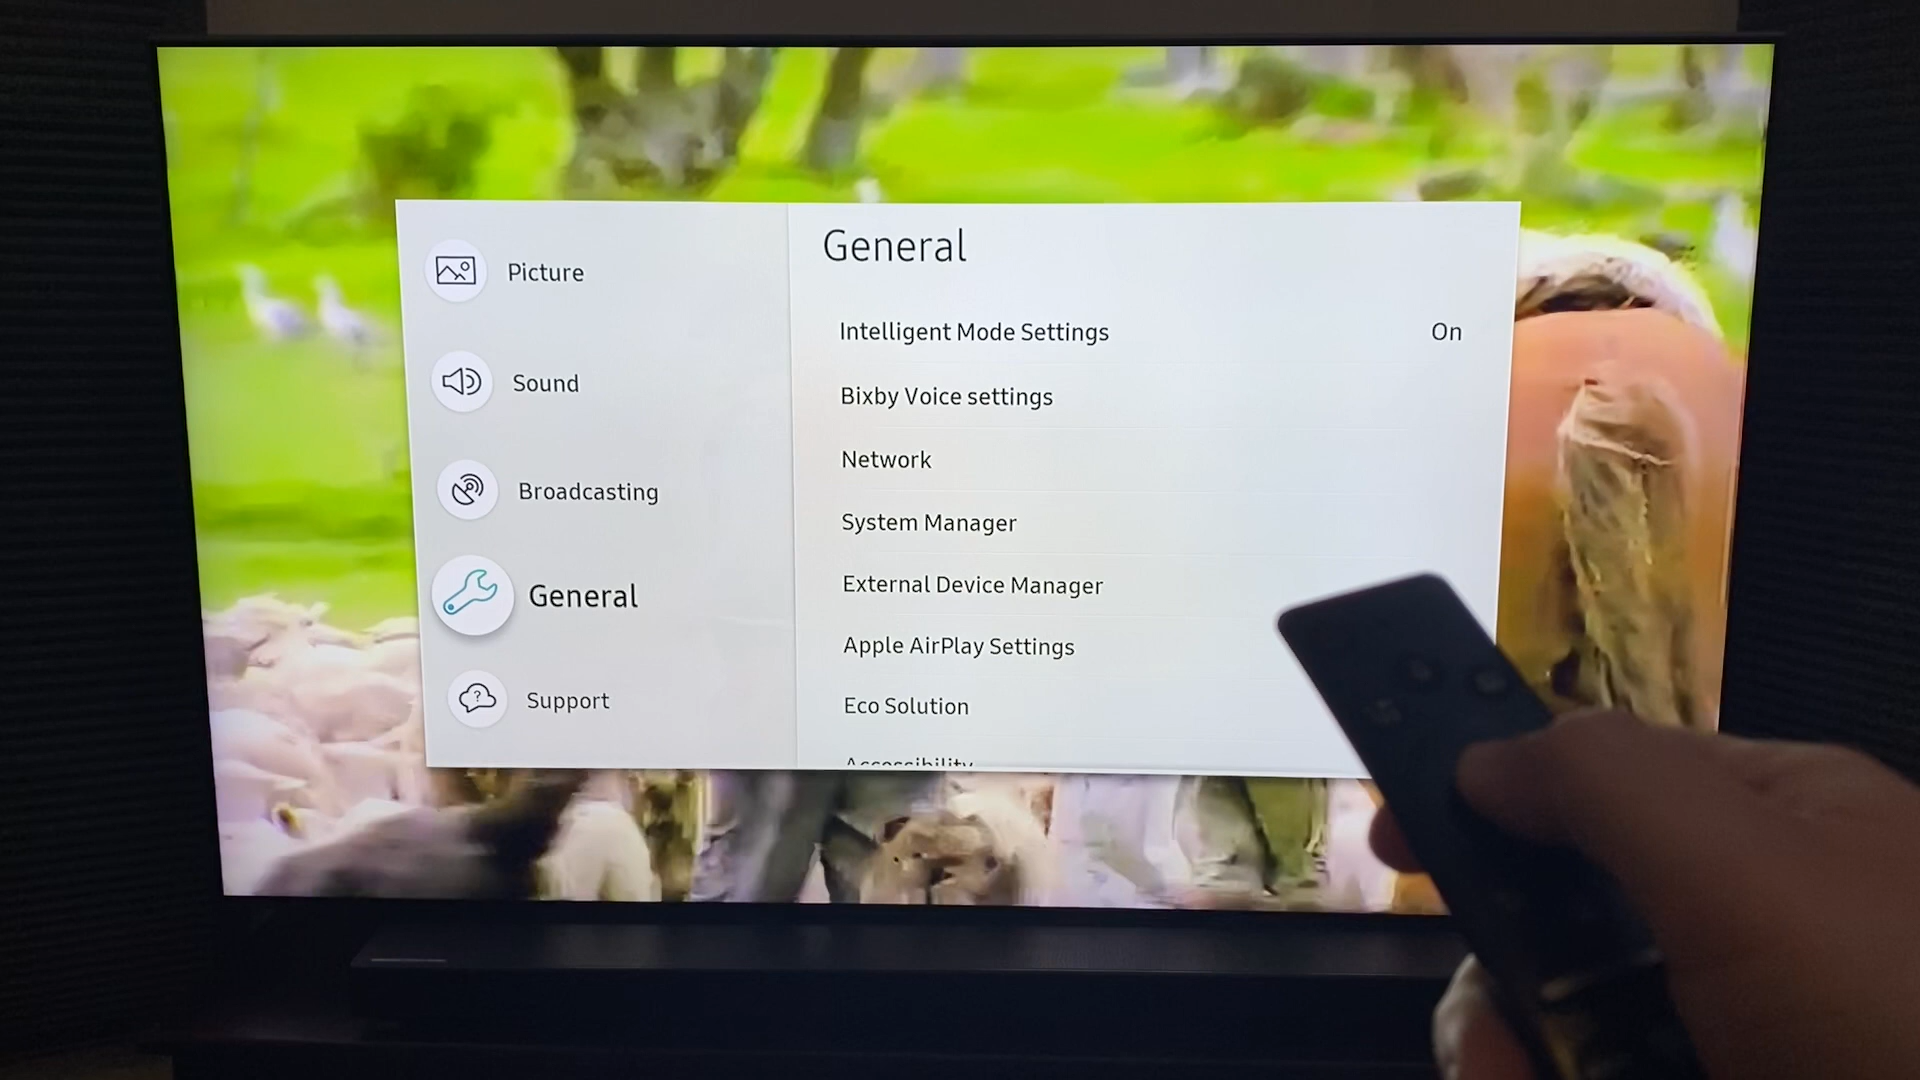 Picture
Sound
Broadcasting
General
Support
General
Intelligent Mode Settings On
Bixby Voice settings
Network
System Manager
External Device Manager
Apple AirPlay Settings
Eco Solution
Accessibility